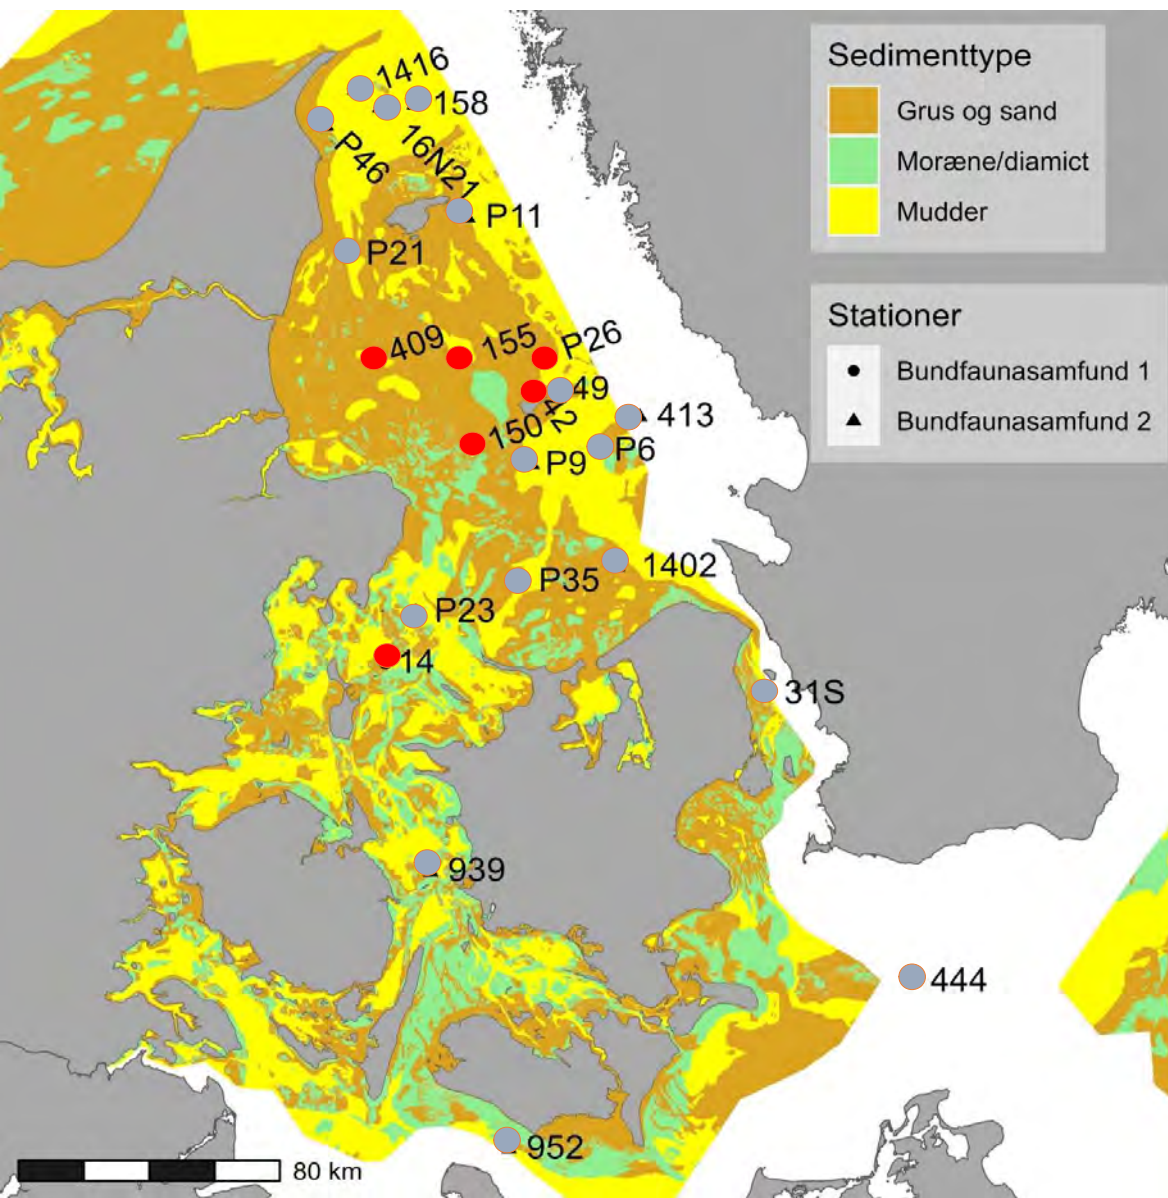 Sedimenttype
Grus og sand
Moræne/diamict
Mudder
Stationer
Bundfaunasamfund 1
Bundfaunasamfund 2
1416
158
16N21
P46
P11
P21
409
155
P26
49
42
413
150
P9
P6
1402
P35
P23
14
31S
939
444
952
80 km